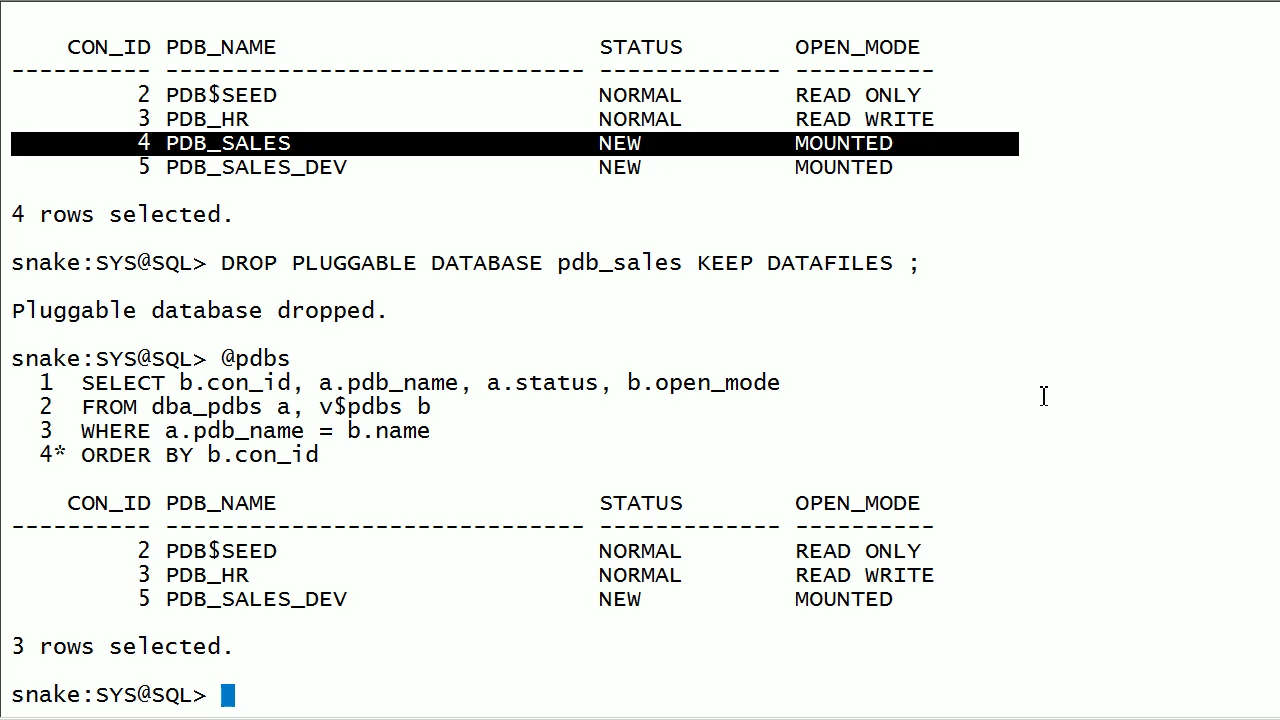 CON_ID PDB_NAME                       STATUS        OPEN_MODE
---------- ------------------------------ ------------- ----------
         2 PDB$SEED                       NORMAL        READ ONLY
         3 PDB_HR                         NORMAL        READ WRITE
         4 PDB_SALES                      NEW           MOUNTED
         5 PDB_SALES_DEV                  NEW           MOUNTED
4 rows selected.
snake:SYS@SQL> DROP PLUGGABLE DATABASE pdb_sales KEEP DATAFILES ;
Pluggable database dropped.
snake:SYS@SQL> @pdbs
  1  SELECT b.con_id, a.pdb_name, a.status, b.open_mode
  2  FROM dba_pdbs a, v$pdbs b
  3  WHERE a.pdb_name = b.name
  4* ORDER BY b.con_id
    CON_ID PDB_NAME                       STATUS        OPEN_MODE
---------- ------------------------------ ------------- ----------
         2 PDB$SEED                       NORMAL        READ ONLY
         3 PDB_HR                         NORMAL        READ WRITE
         5 PDB_SALES_DEV                  NEW           MOUNTED
3 rows selected.
snake:SYS@SQL>